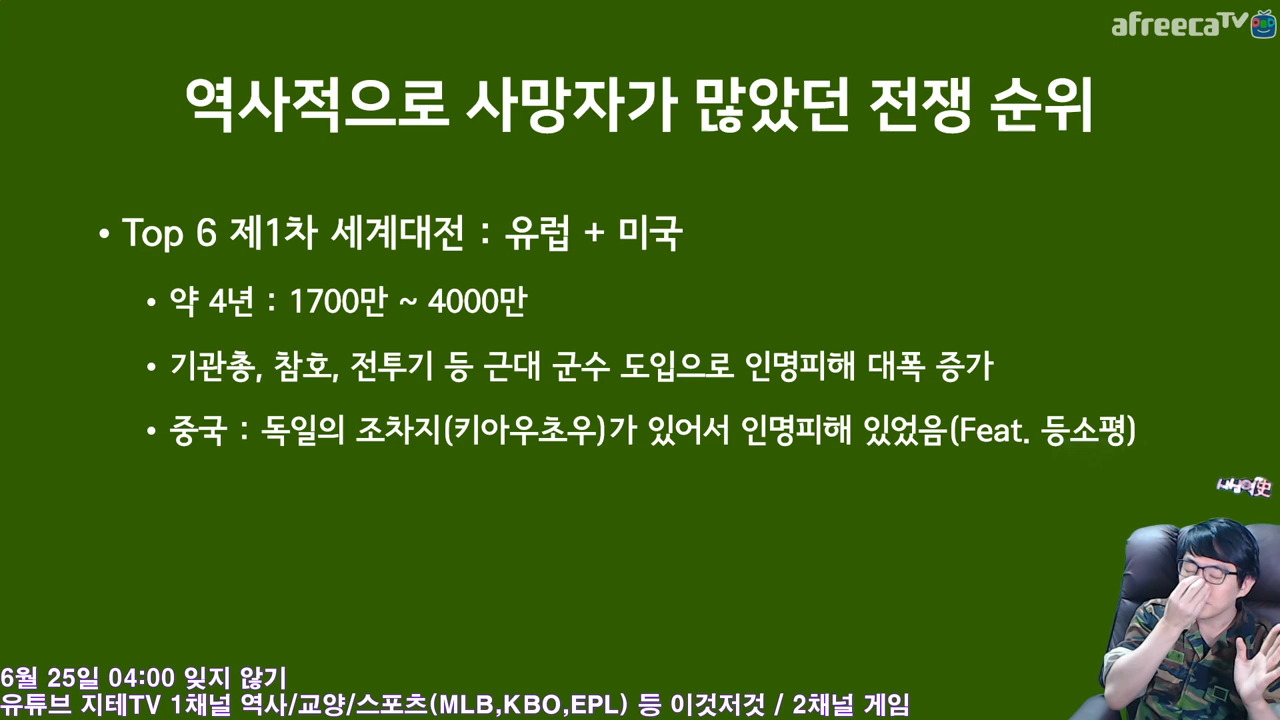 afreecaTV
역사적으로 사망자가 많았던 전쟁 순위
• Top 6 제1차 세계대전 : 유럽 + 미국
• 약 4년 : 1700만 ~ 4000만
• 기관총, 참호, 전투기 등 근대 군수 도입으로 인명피해 대폭 증가
• 중국 : 독일의 조차지(키아우초우)가 있어서 인명피해 있었음(Feat. 등소평)
6월 25일 04:00 잊지 않기
유튜브 지테TV 1채널 역사/교양/스포츠(MLB,KBO,EPL) 등 이것저것 / 2채널 게임